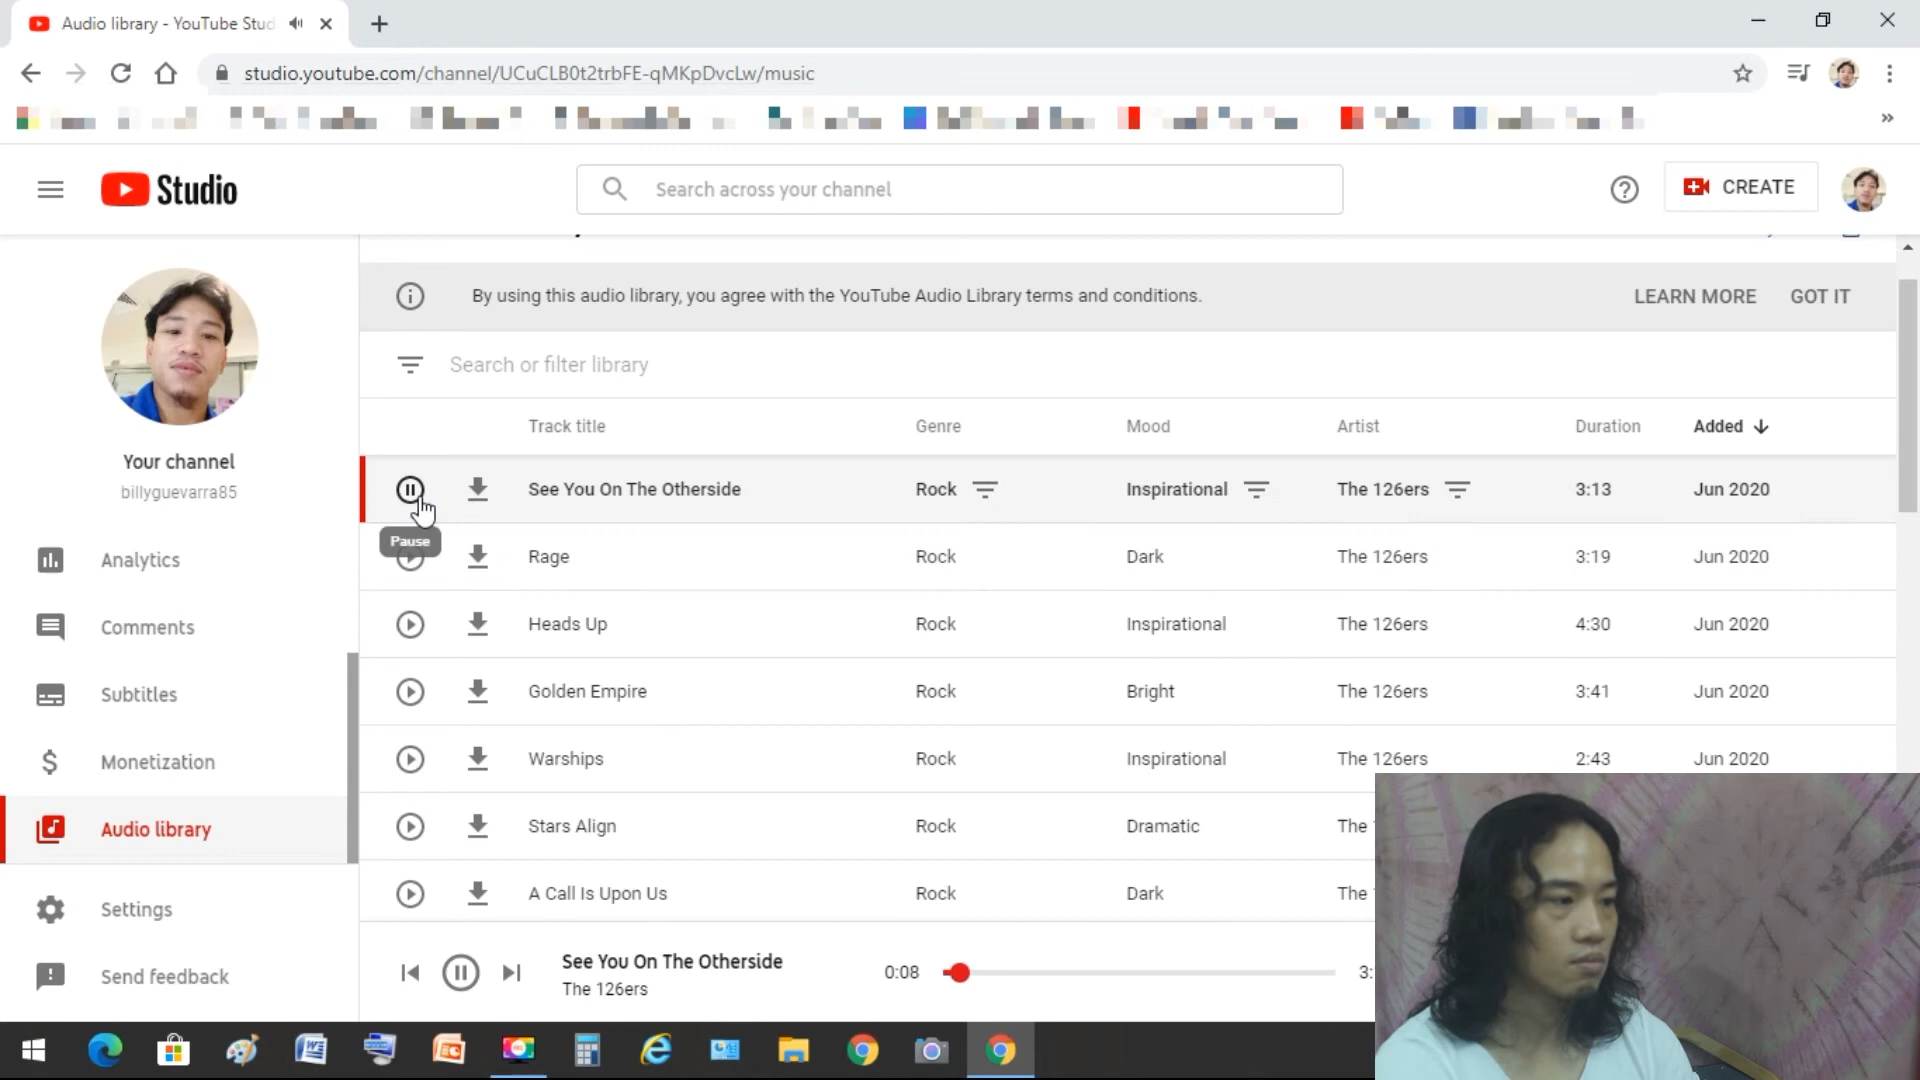 Audio library - YouTube Stud
studio.youtube.com/channel/UCuCLB0t2trbFE-qMKpDvcLw/music
Studio
Search across your channel
CREATE
By using this audio library, you agree with the YouTube Audio Library terms and conditions.
LEARN MORE
GOT IT
Search or filter library
Your channel
billyguevarra85
Analytics
Comments
Subtitles
Monetization
Audio library
Settings
Send feedback
Track title Genre Mood Artist Duration Added
See You On The Otherside Rock Inspirational The 126ers 3:13 Jun 2020
Pause
Rage Rock Dark The 126ers 3:19 Jun 2020
Heads Up Rock Inspirational The 126ers 4:30 Jun 2020
Golden Empire Rock Bright The 126ers 3:41 Jun 2020
Warships Rock Inspirational The 126ers 2:43 Jun 2020
Stars Align Rock Dramatic The
A Call Is Upon Us Rock Dark The
See You On The Otherside
The 126ers
0:08
3: